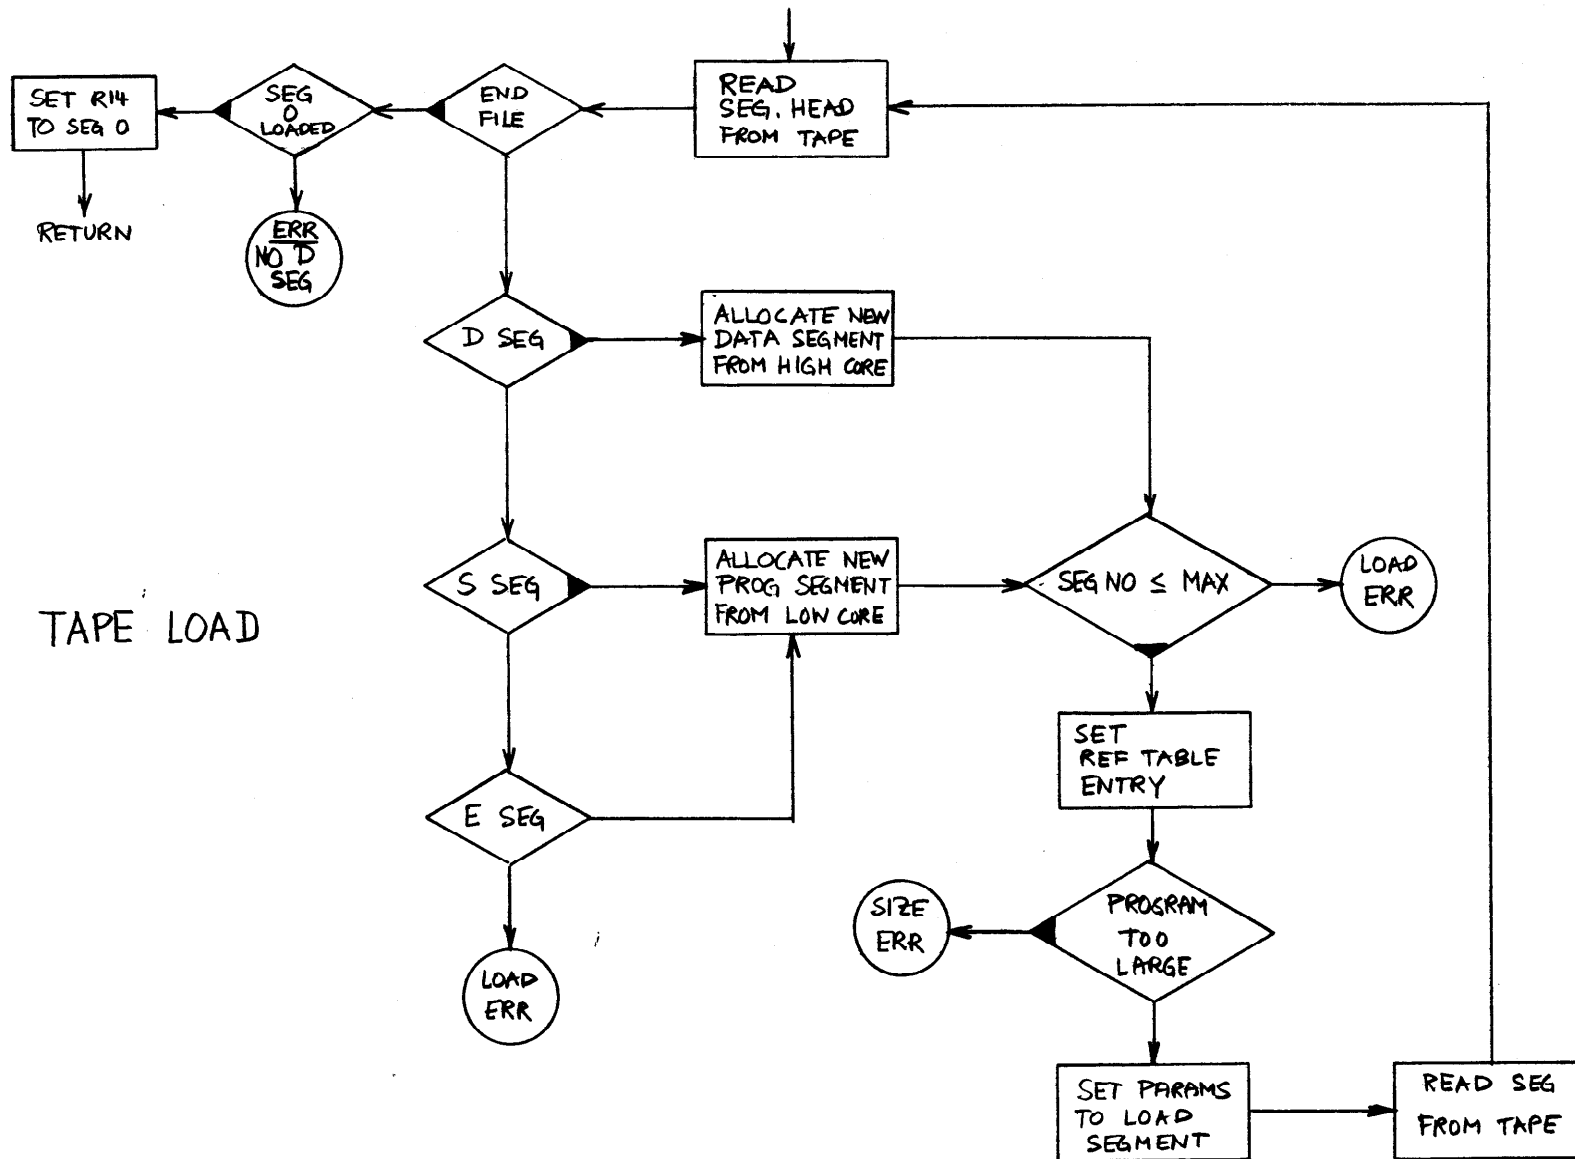 READ
SEG. HEAD
FROM TAPE
END
FILE
SEG
0
LOADED
SET R14
TO SEG 0
RETURN
ERR
NO D
SEG
D SEG
ALLOCATE NEW
DATA SEGMENT
FROM HIGH CORE
S SEG
ALLOCATE NEW
PROG SEGMENT
FROM LOW CORE
SEG NO ≤ MAX
LOAD
ERR
TAPE LOAD
SET
REF TABLE
ENTRY
E SEG
PROGRAM
TOO
LARGE
SIZE
ERR
LOAD
ERR
SET PARAMS
TO LOAD
SEGMENT
READ SEG
FROM TAPE